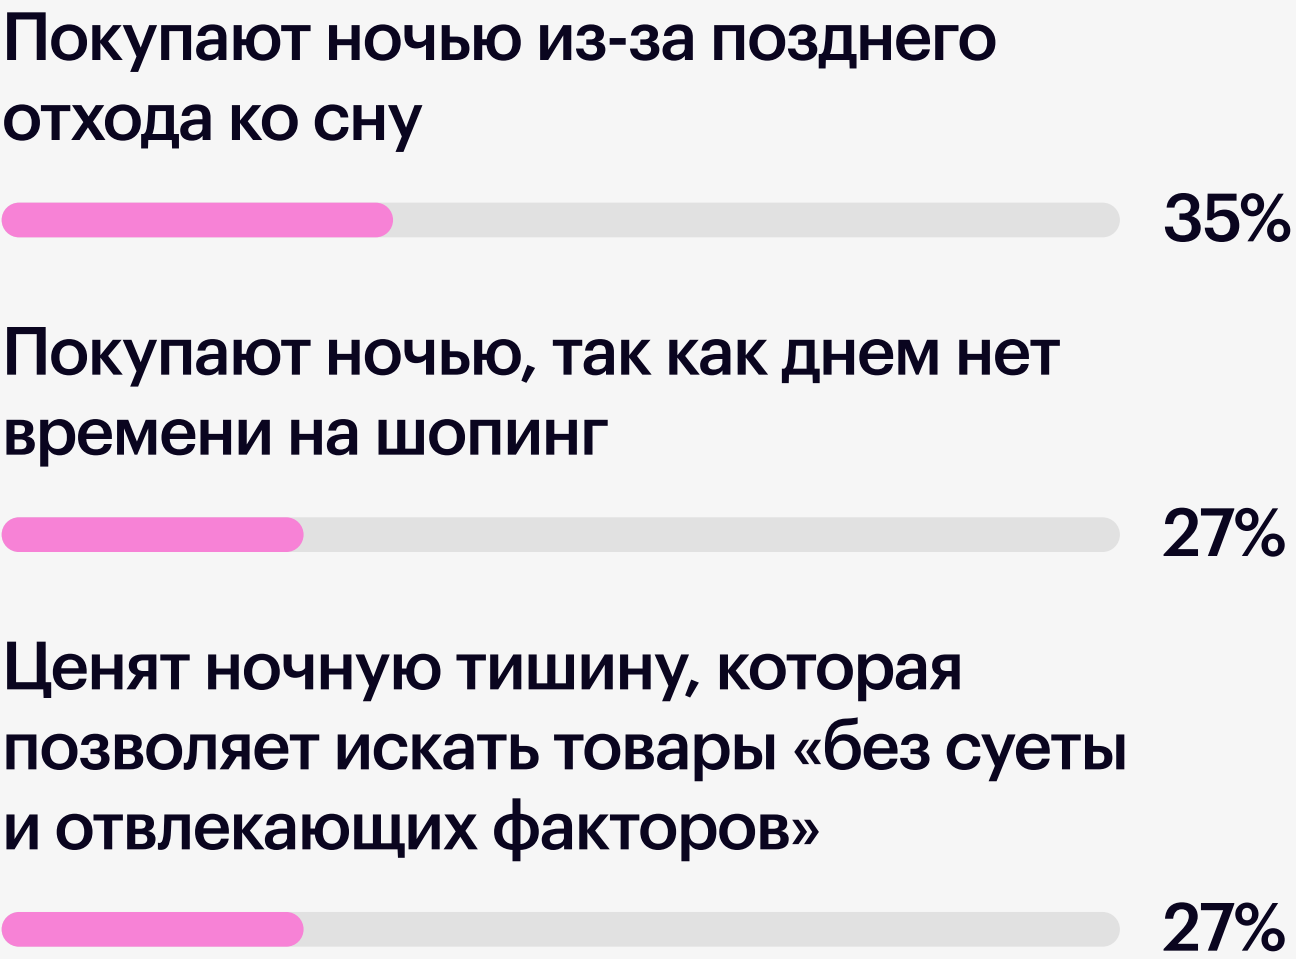 Покупают ночью из-за позднего
отхода ко сну
35%
Покупают ночью, так как днем нет
времени на шопинг
27%
Ценят ночную тишину, которая
позволяет искать товары «без суеты
и отвлекающих факторов»
27%